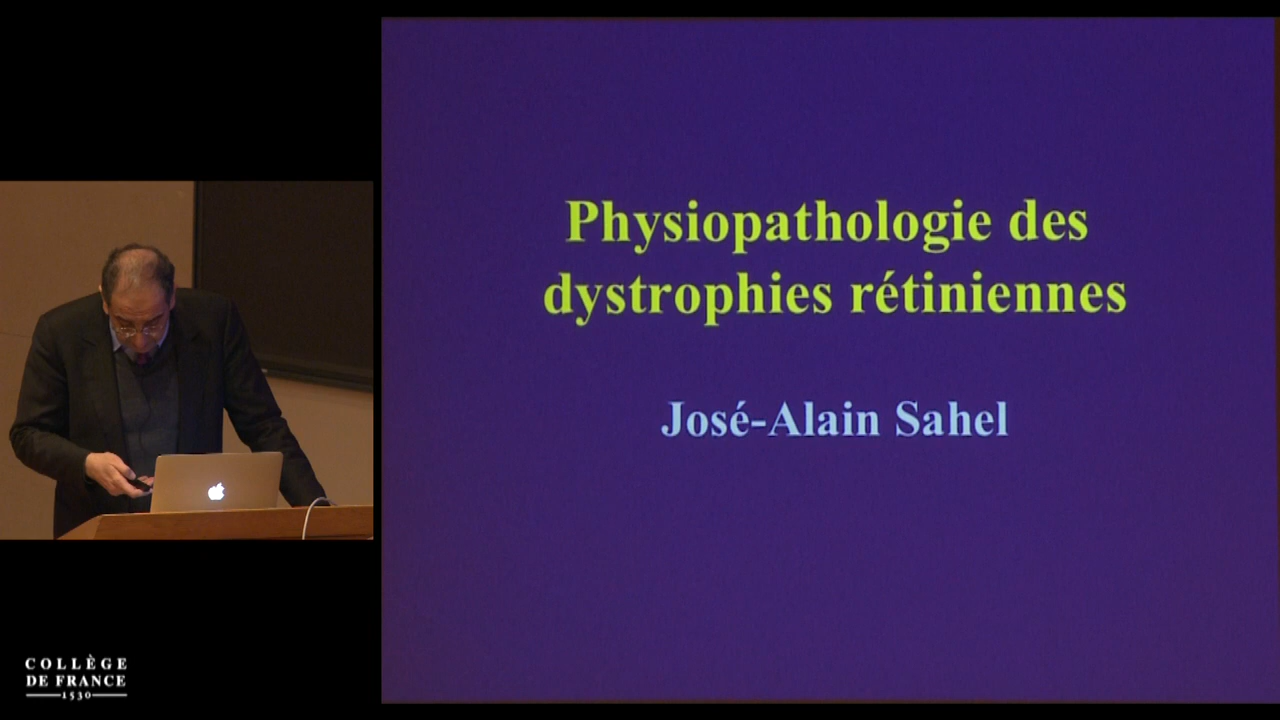 Physiopathologie des
dystrophies rétiniennes
José-Alain Sahel
COLLÈGE
DE FRANCE
1530